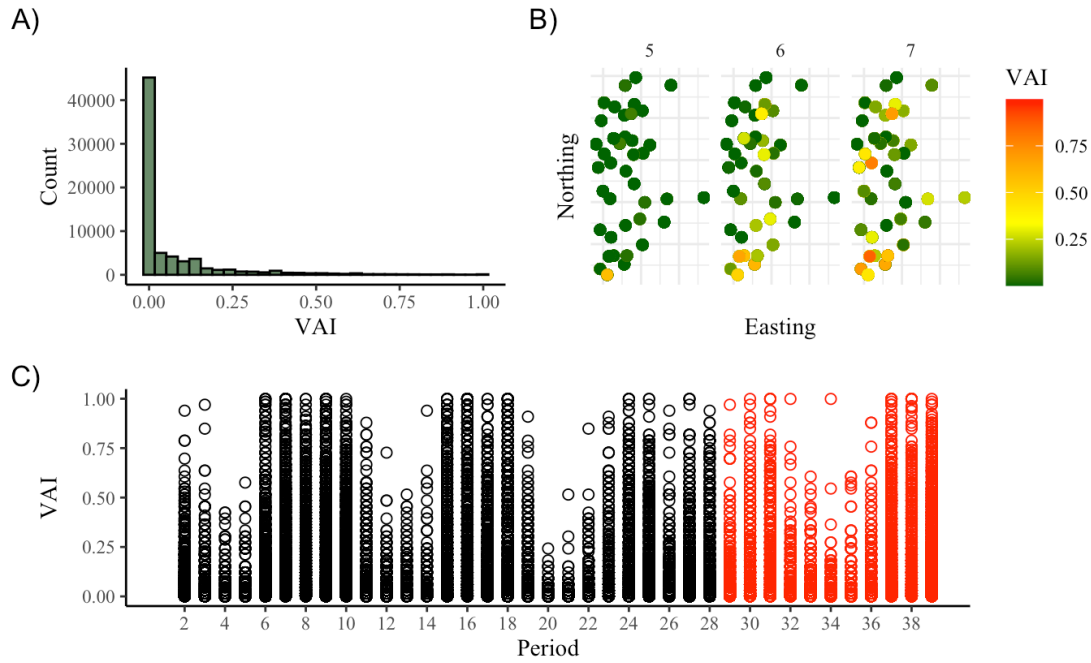 A)
Count
40000
30000
20000
10000
0
0.00 0.25 0.50 0.75 1.00
VAI
B)
5 6 7
Northing
Easting
VAI
0.75
0.50
0.25
C)
VAI
1.00
0.75
0.50
0.25
0.00
2 4 6 8 10 12 14 16 18 20 22 24 26 28 30 32 34 36 38
Period